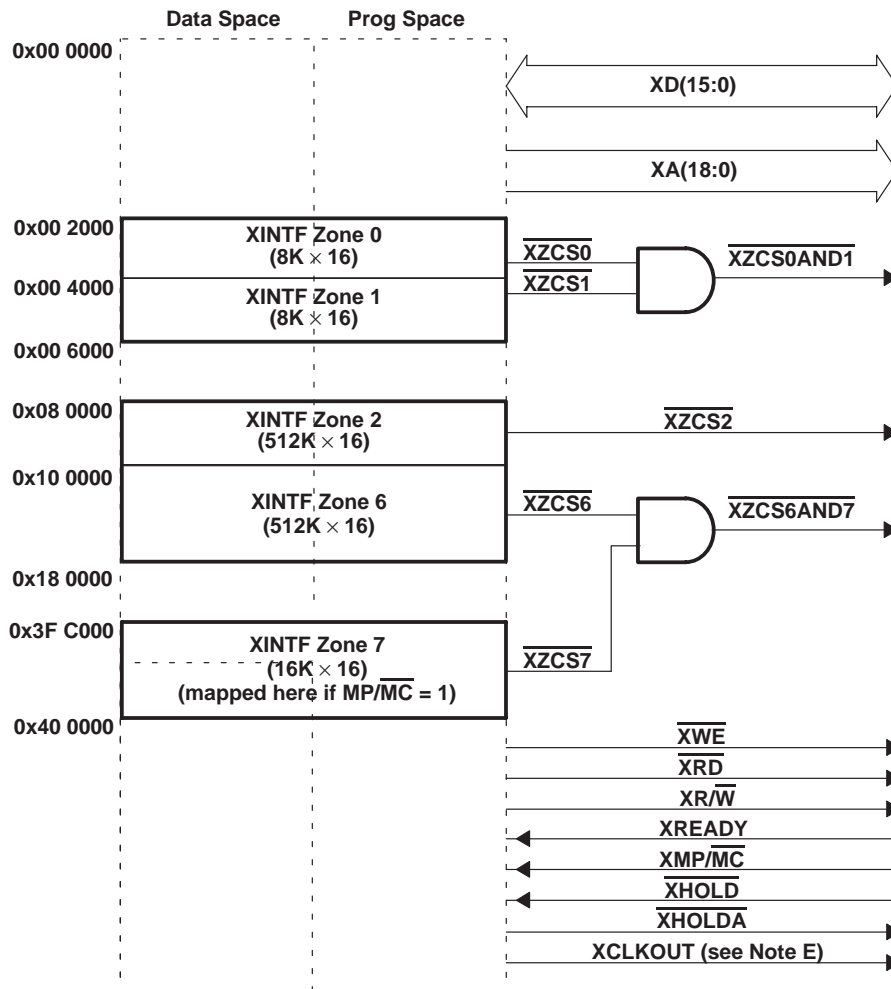 Data Space Prog Space
0x00 0000
XD(15:0)
XA(18:0)
0x00 2000
XINTF Zone 0
(8K × 16)
XZCS0
XZCS0AND1
0x00 4000
XZCS1
XINTF Zone 1
(8K × 16)
0x00 6000
0x08 0000
XINTF Zone 2
(512K × 16)
XZCS2
0x10 0000
XINTF Zone 6
(512K × 16)
XZCS6
XZCS6AND7
0x18 0000
0x3F C000
XINTF Zone 7
(16K × 16)
(mapped here if MP/MC = 1)
XZCS7
0x40 0000
XWE
XRD
XR/W
XREADY
XMP/MC
XHOLD
XHOLDA
XCLKOUT (see Note E)